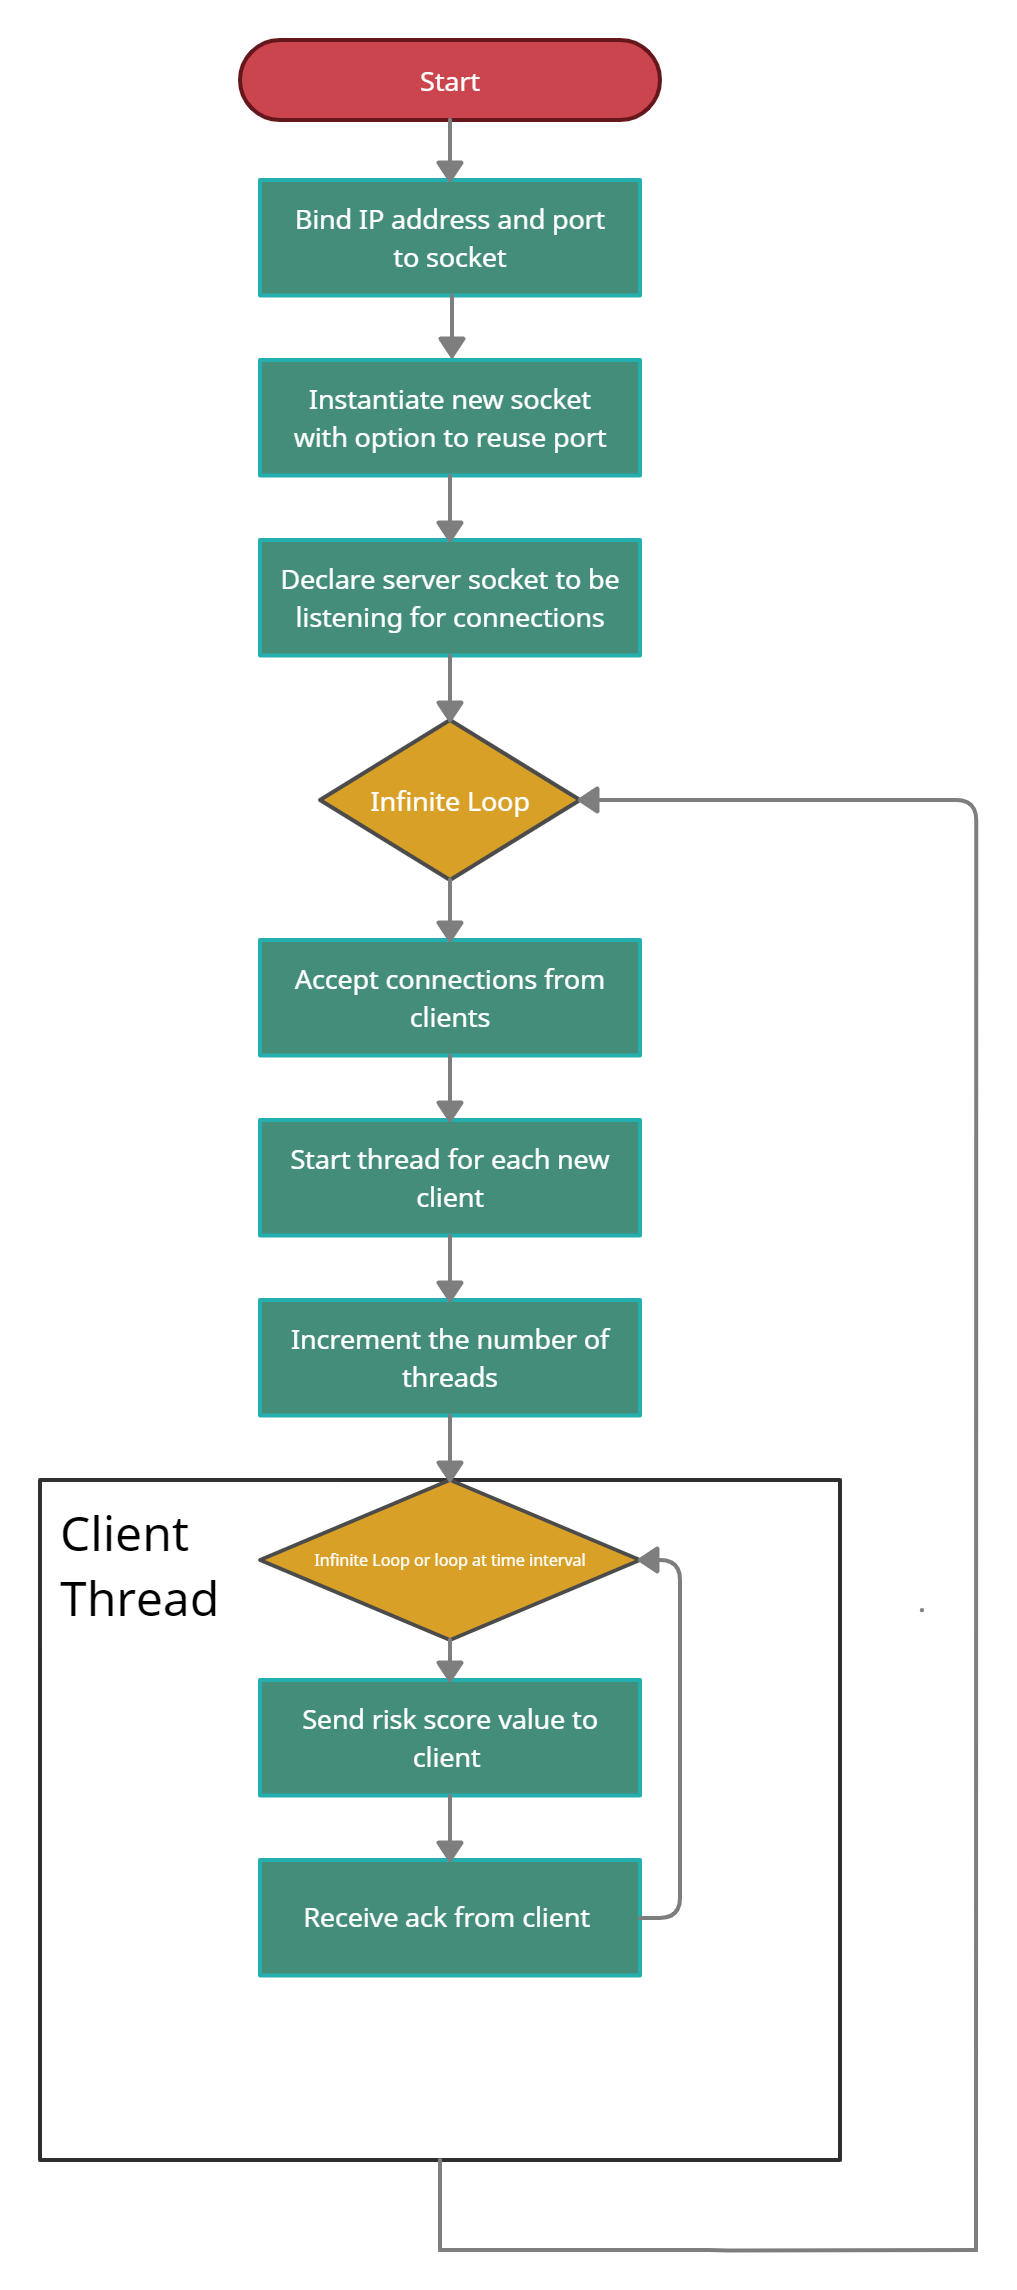 Start
Bind IP address and port
to socket
Instantiate new socket
with option to reuse port
Declare server socket to be
listening for connections
Infinite Loop
Accept connections from
clients
Start thread for each new
client
Increment the number of
threads
Client
Thread
Infinite Loop or loop at time interval
Send risk score value to
client
Receive ack from client